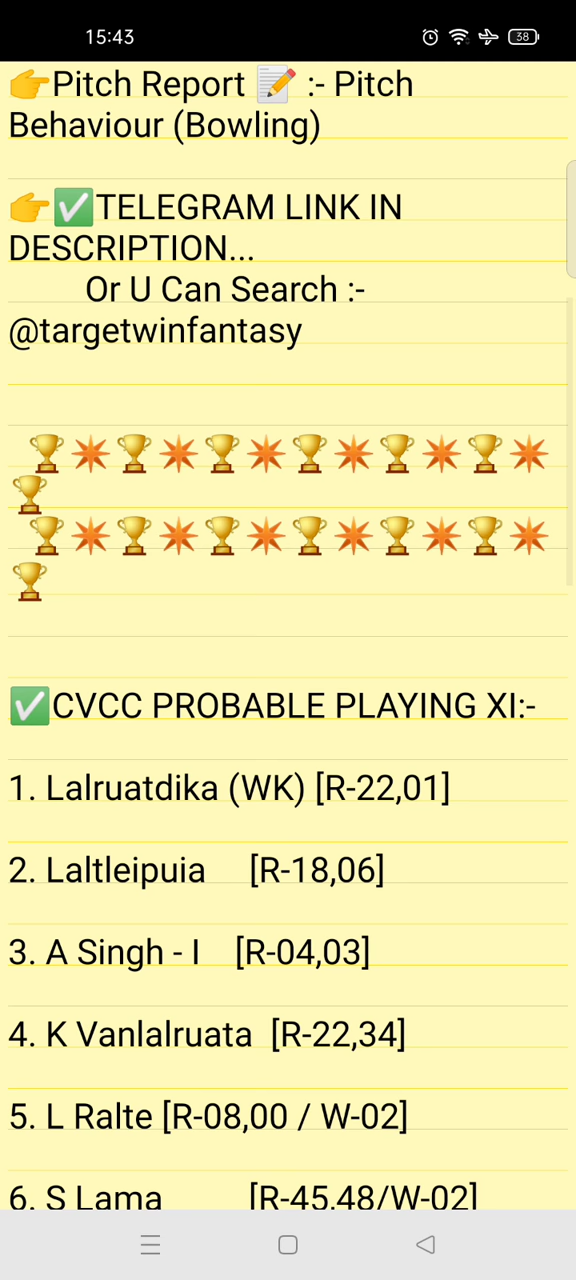 15:43
38
👉Pitch Report 📝 :- Pitch
Behaviour (Bowling)
👉✅TELEGRAM LINK IN
DESCRIPTION...
Or U Can Search :-
@targetwinfantasy
🏆💥🏆💥🏆💥🏆💥🏆💥🏆💥
🏆
🏆💥🏆💥🏆💥🏆💥🏆💥🏆💥
🏆
✅CVCC PROBABLE PLAYING XI:-
1. Lalruatdika (WK) [R-22,01]
2. Laltleipuia [R-18,06]
3. A Singh - I [R-04,03]
4. K Vanlalruata [R-22,34]
5. L Ralte [R-08,00 / W-02]
6. S Lama [R-45,48/W-02]